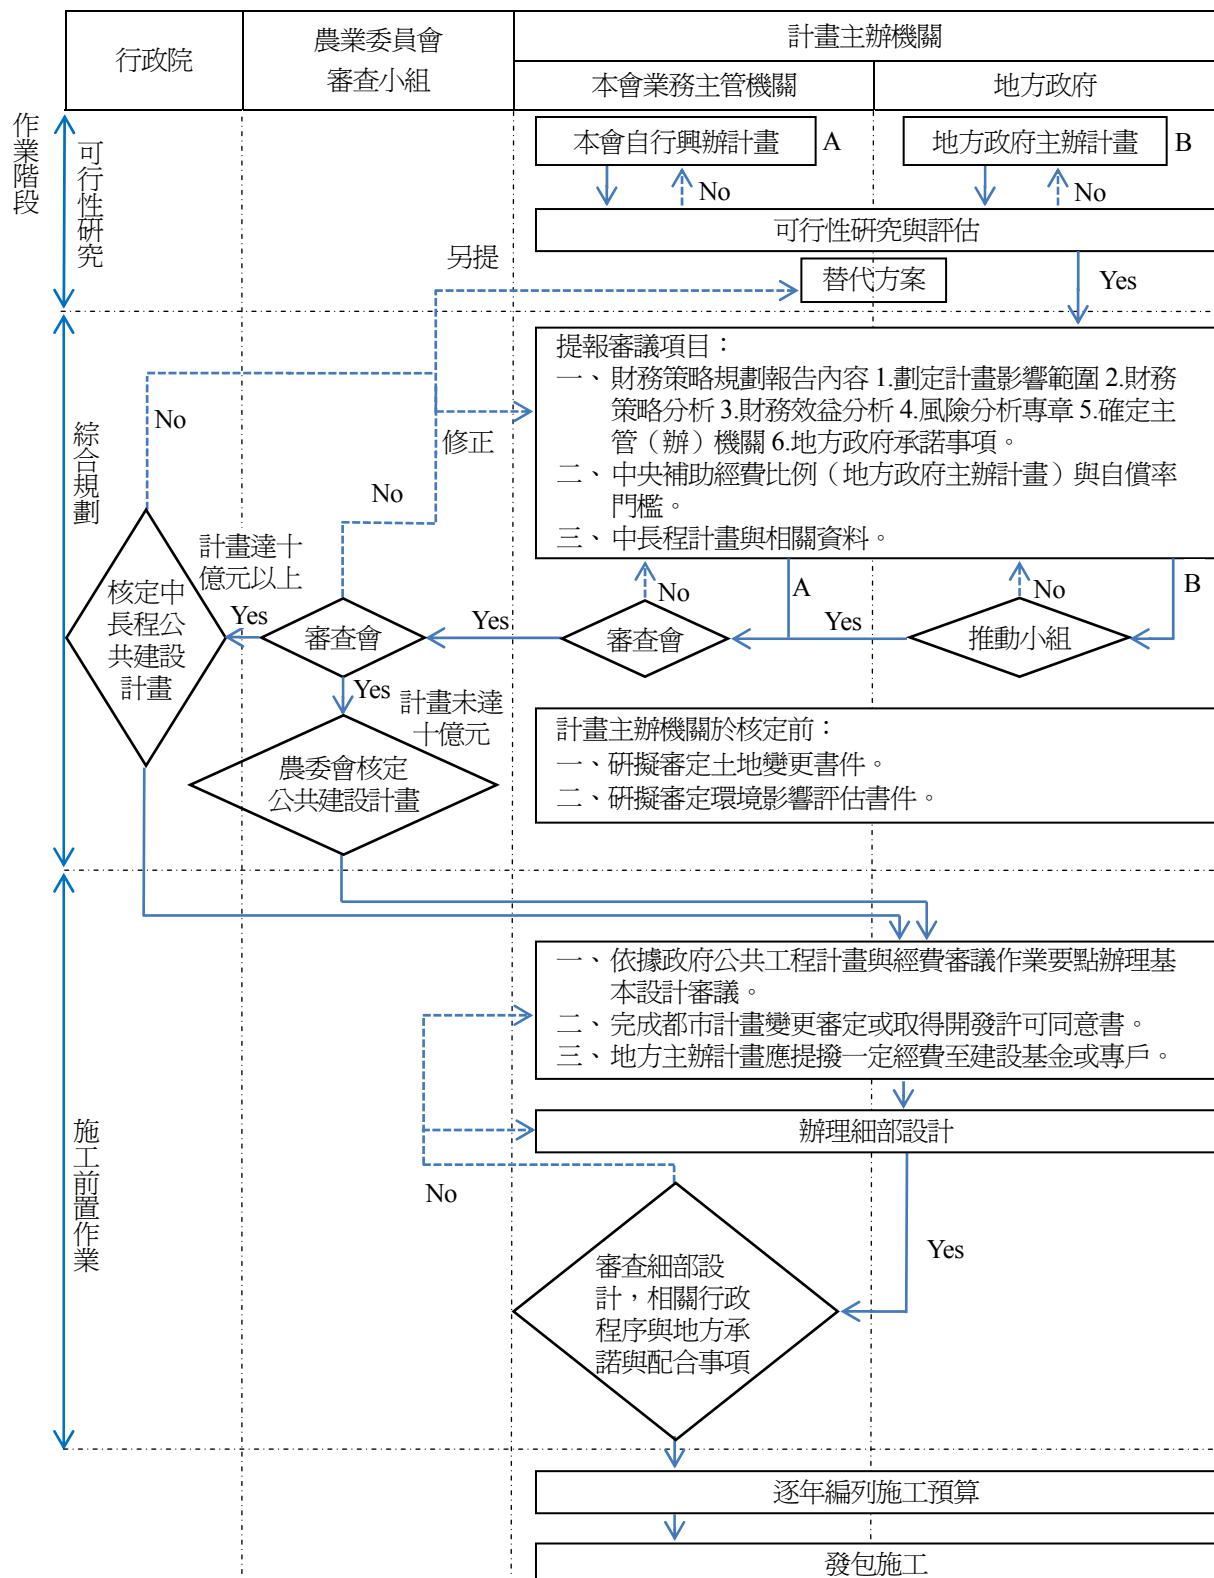 行政院
農業委員會
審查小組
計畫主辦機關
本會業務主管機關
地方政府
作業階段
可行性研究
本會自行興辦計畫
A
地方政府主辦計畫
B
No
No
可行性研究與評估
另提
替代方案
Yes
綜合規劃
提報審議項目：
一、財務策略規劃報告內容 1.劃定計畫影響範圍 2.財務
策略分析 3.財務效益分析 4.風險分析專章 5.確定主
管（辦）機關 6.地方政府承諾事項。
二、中央補助經費比例（地方政府主辦計畫）與自償率
門檻。
三、中長程計畫與相關資料。
No
修正
No
計畫達十
億元以上
核定中
長程公
共建設
計畫
Yes
審查會
Yes
No
審查會
A
Yes
No
推動小組
B
Yes
計畫未達
十億元
農委會核定
公共建設計畫
計畫主辦機關於核定前：
一、研擬審定土地變更書件。
二、研擬審定環境影響評估書件。
施工前置作業
一、依據政府公共工程計畫與經費審議作業要點辦理基
本設計審議。
二、完成都市計畫變更審定或取得開發許可同意書。
三、地方主辦計畫應提撥一定經費至建設基金或專戶。
辦理細部設計
No
Yes
審查細部設
計，相關行政
程序與地方承
諾與配合事項
逐年編列施工預算
發包施工